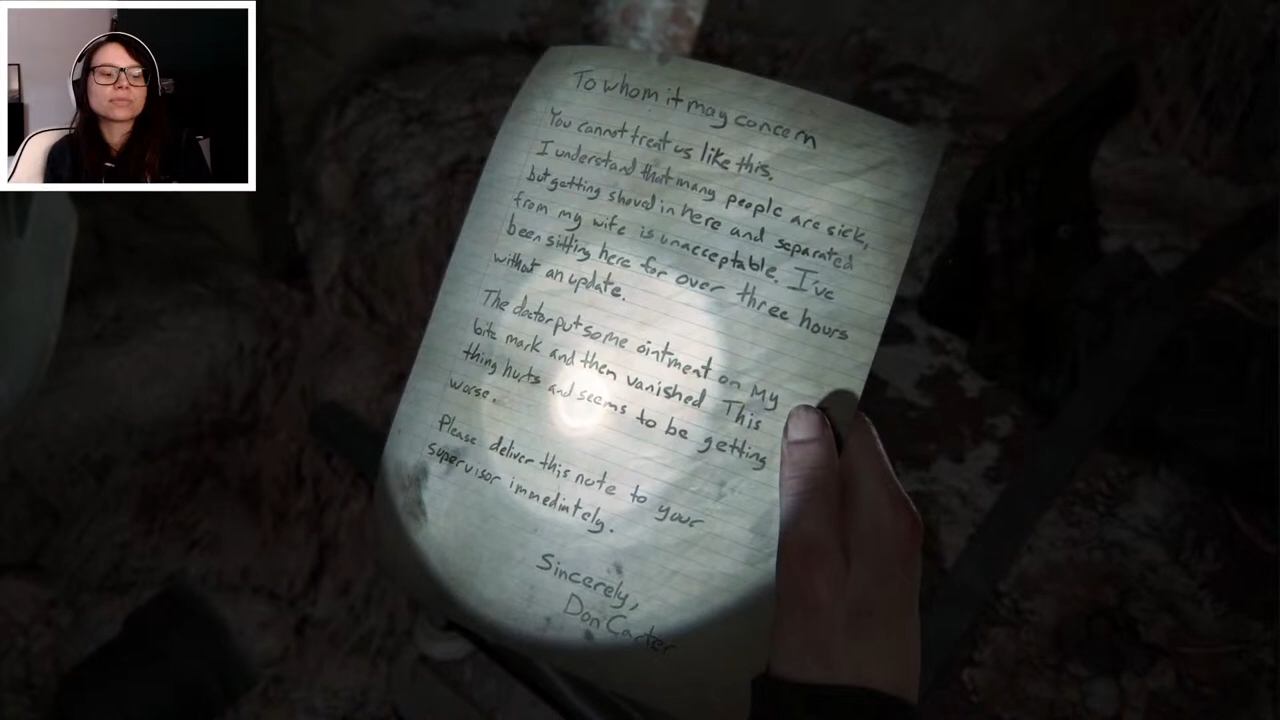 To whom it may concern
You cannot treat us like this.
I understand that many people are sick,
but getting shoved in here and separated
from my wife is unacceptable. I've
been sitting here for over three hours
without an update.
The doctor put some ointment on my
bite mark and then vanished. This
thing hurts and seems to be getting
worse.
Please deliver this note to your
supervisor immediately.
Sincerely,
Don Carter